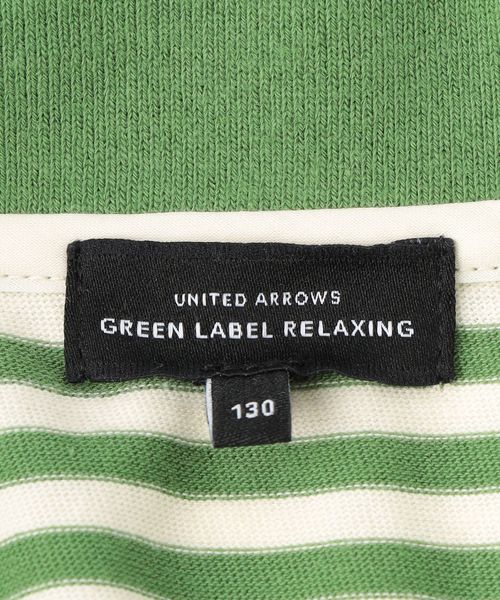 UNITED ARROWS
GREEN LABEL RELAXING
130